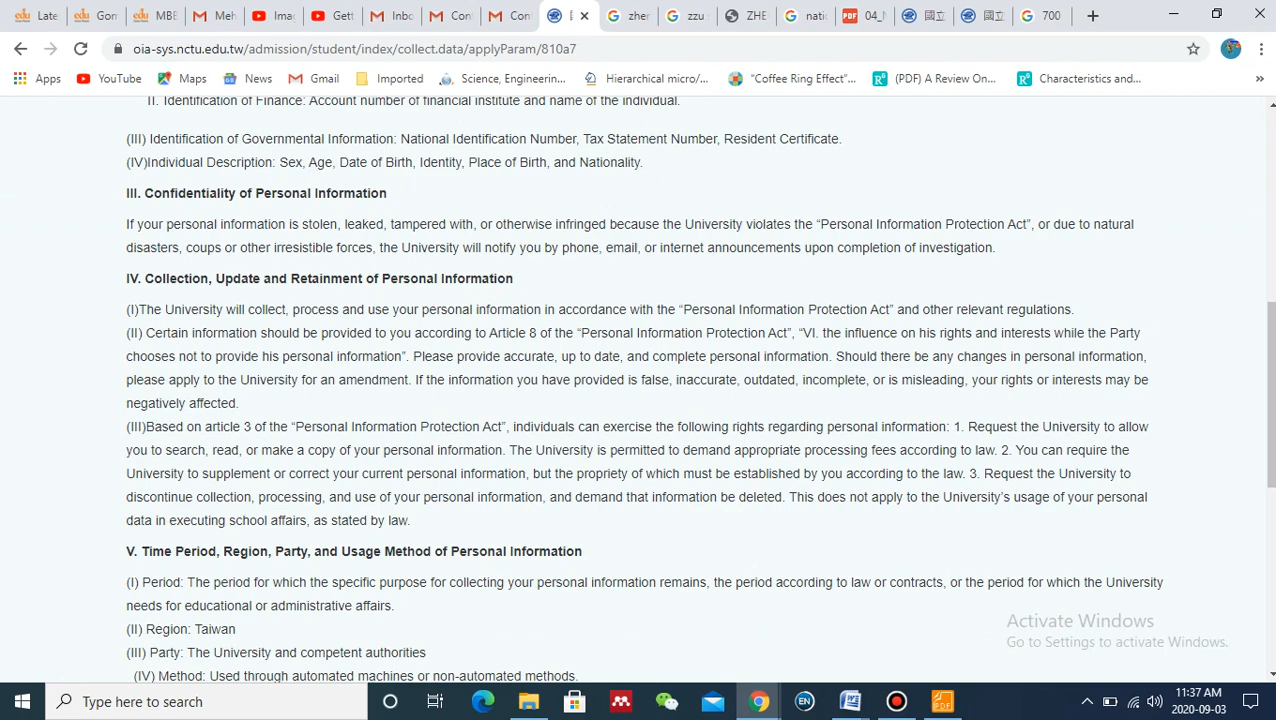 Late
Gon
MBE
Meh
Imag
Gett
Inbo
Con
Con
zher
zzu
ZHE
nati
04_N
國立
國立
700
oia-sys.nctu.edu.tw/admission/student/index/collect.data/applyParam/810a7
Apps
YouTube
Maps
News
Gmail
Imported
Science, Engineerin...
Hierarchical micro/...
"Coffee Ring Effect"...
(PDF) A Review On...
Characteristics and...
»
II. Identification of Finance: Account number of financial institute and name of the individual.
(III) Identification of Governmental Information: National Identification Number, Tax Statement Number, Resident Certificate.
(IV)Individual Description: Sex, Age, Date of Birth, Identity, Place of Birth, and Nationality.
III. Confidentiality of Personal Information
If your personal information is stolen, leaked, tampered with, or otherwise infringed because the University violates the “Personal Information Protection Act”, or due to natural
disasters, coups or other irresistible forces, the University will notify you by phone, email, or internet announcements upon completion of investigation.
IV. Collection, Update and Retainment of Personal Information
(I)The University will collect, process and use your personal information in accordance with the “Personal Information Protection Act” and other relevant regulations.
(II) Certain information should be provided to you according to Article 8 of the “Personal Information Protection Act”, “VI. the influence on his rights and interests while the Party
chooses not to provide his personal information”. Please provide accurate, up to date, and complete personal information. Should there be any changes in personal information,
please apply to the University for an amendment. If the information you have provided is false, inaccurate, outdated, incomplete, or is misleading, your rights or interests may be
negatively affected.
(III)Based on article 3 of the “Personal Information Protection Act”, individuals can exercise the following rights regarding personal information: 1. Request the University to allow
you to search, read, or make a copy of your personal information. The University is permitted to demand appropriate processing fees according to law. 2. You can require the
University to supplement or correct your current personal information, but the propriety of which must be established by you according to the law. 3. Request the University to
discontinue collection, processing, and use of your personal information, and demand that information be deleted. This does not apply to the University’s usage of your personal
data in executing school affairs, as stated by law.
V. Time Period, Region, Party, and Usage Method of Personal Information
(I) Period: The period for which the specific purpose for collecting your personal information remains, the period according to law or contracts, or the period for which the University
needs for educational or administrative affairs.
(II) Region: Taiwan
(III) Party: The University and competent authorities
(IV) Method: Used through automated machines or non-automated methods.
Activate Windows
Go to Settings to activate Windows.
Type here to search
EN
11:37 AM
2020-09-03